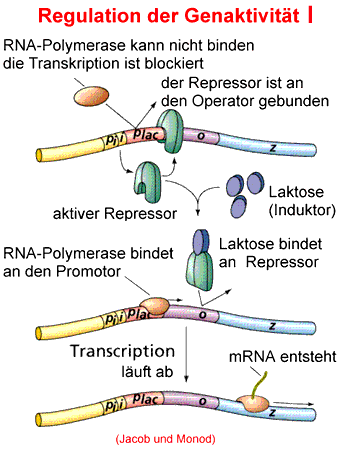 Regulation der Genaktivität I
RNA-Polymerase kann nicht binden
die Transkription ist blockiert
der Repressor ist an
den Operator gebunden
Pi i Plac o z
aktiver Repressor
Laktose
(Induktor)
RNA-Polymerase bindet
an den Promotor
Laktose bindet
an Repressor
Pi i Plac o z
Transcription
läuft ab
mRNA entsteht
Pi i Plac o z
(Jacob und Monod)